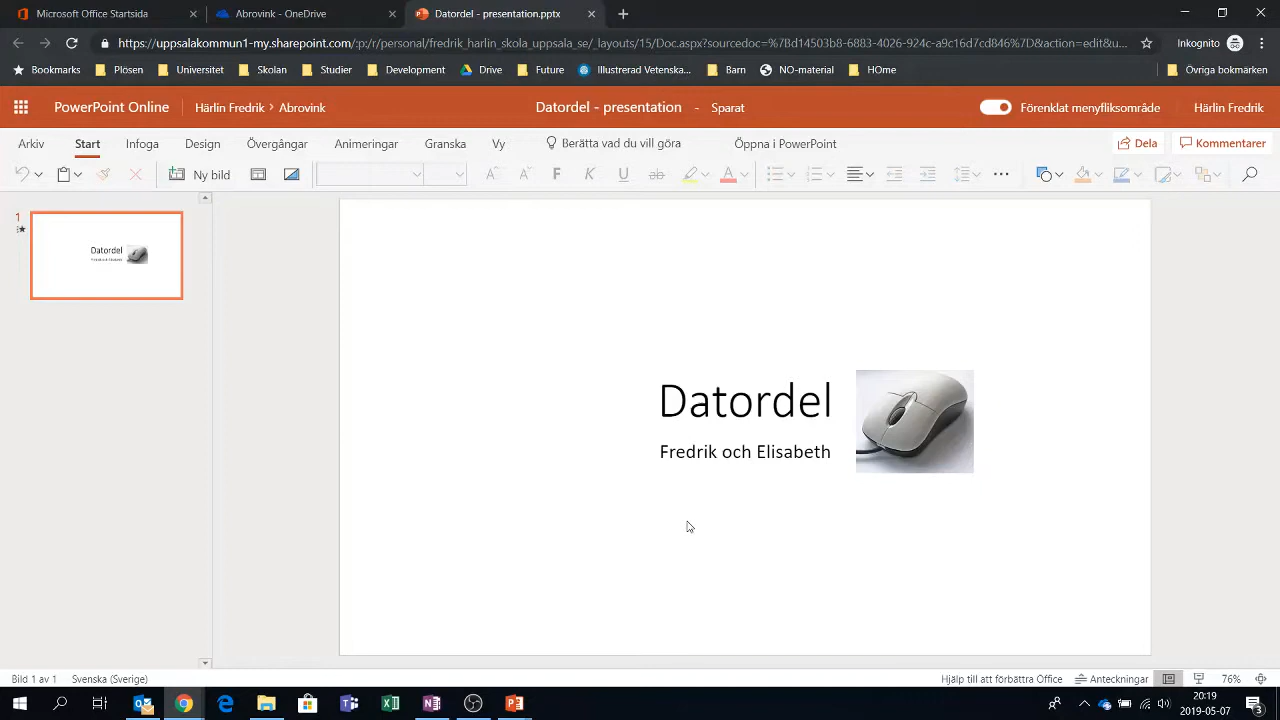 Microsoft Office Startsida
Abrovink - OneDrive
Datordel - presentation.pptx
https://uppsalakommun1-my.sharepoint.com/:p:/r/personal/fredrik_harlin_skola_uppsala_se/_layouts/15/Doc.aspx?sourcedoc=%7bd14503b8-6883-4026-924c-a9c16d7cd846%7D&action=edit&u...
Inkognito
Bookmarks
Plösen
Universitet
Skolan
Studier
Development
Drive
Future
Illustrerad Vetenska...
Barn
NO-material
HOme
Övriga bokmärken
PowerPoint Online
Härlin Fredrik > Abrovink
Datordel - presentation - Sparat
Förenklat menyfliksområde
Härlin Fredrik
Arkiv
Start
Infoga
Design
Övergångar
Animeringar
Granska
Vy
Berätta vad du vill göra
Öppna i PowerPoint
Dela
Kommentarer
Ny bild
F
K
U
ab
A
1
Datordel
Fredrik och Elisabeth
Datordel
Fredrik och Elisabeth
Bild 1 av 1
Svenska (Sverige)
Hjälp till att förbättra Office
Anteckningar
76%
20:19
2019-05-07
3